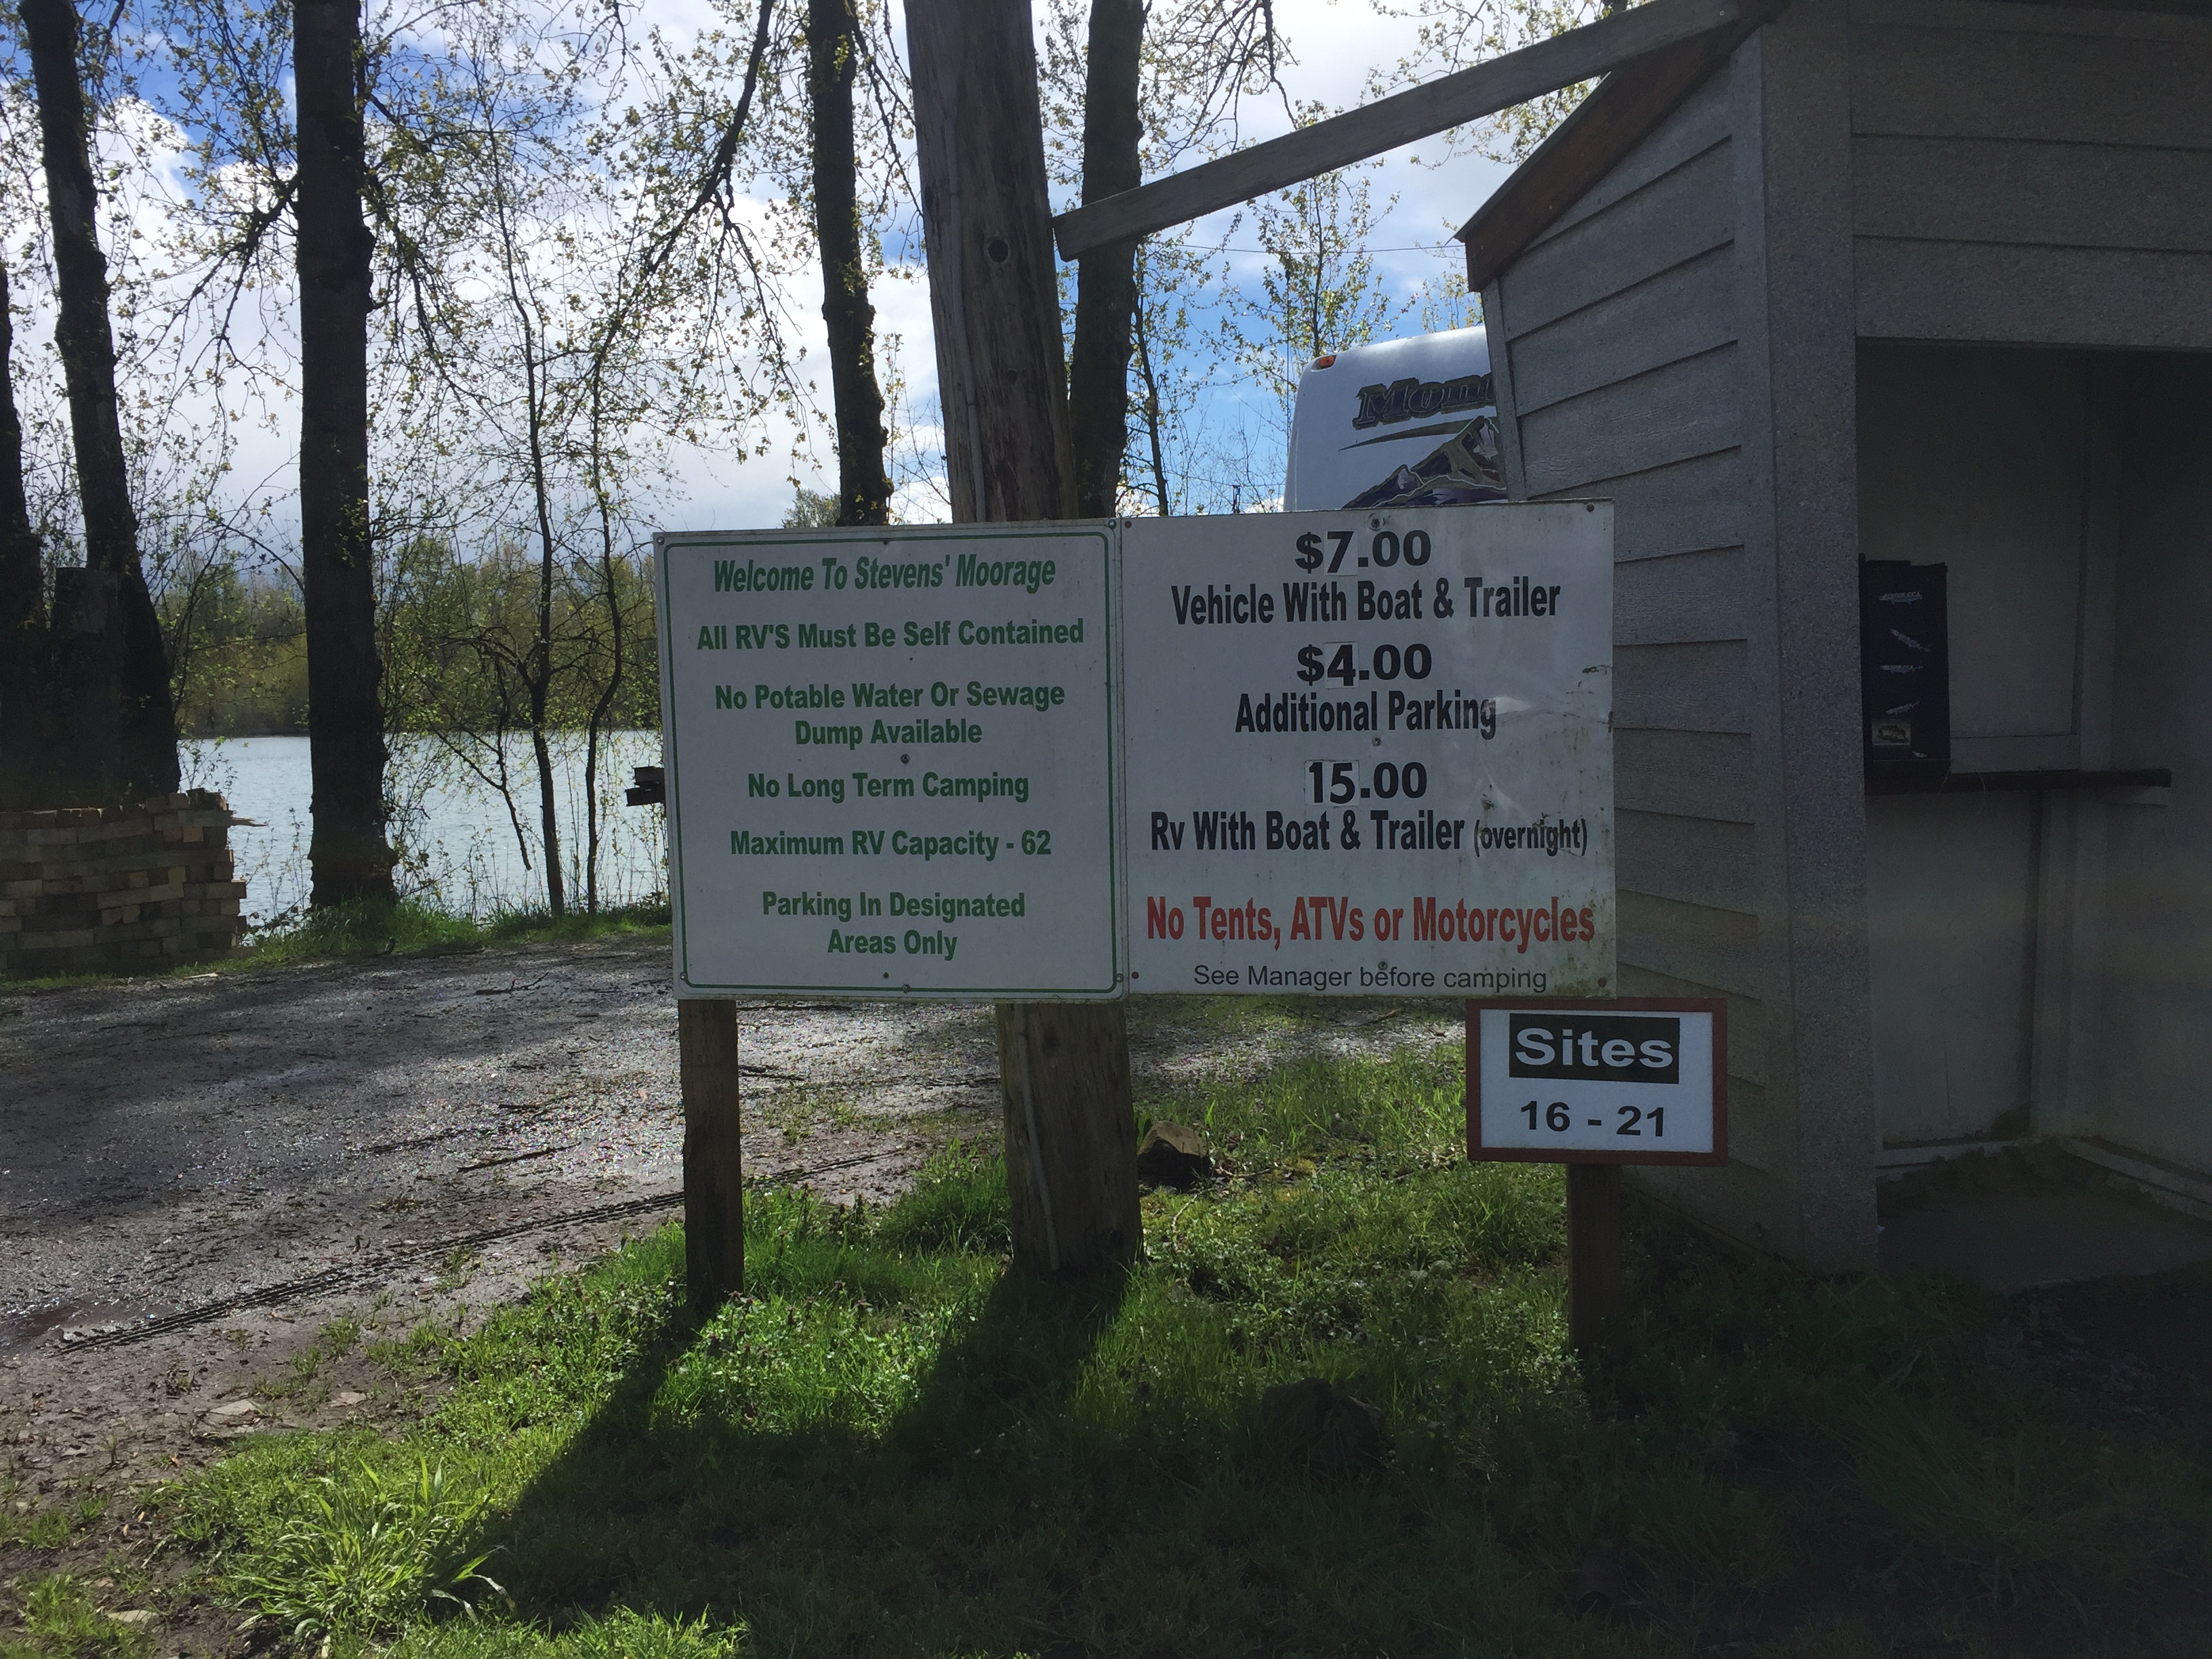 Welcome To Stevens' Moorage
All RV'S Must Be Self Contained
No Potable Water Or Sewage
Dump Available
No Long Term Camping
Maximum RV Capacity - 62
Parking In Designated
Areas Only
$7.00
Vehicle With Boat & Trailer
$4.00
Additional Parking
15.00
Rv With Boat & Trailer (overnight)
No Tents, ATVs or Motorcycles
See Manager before camping
Sites
16 - 21